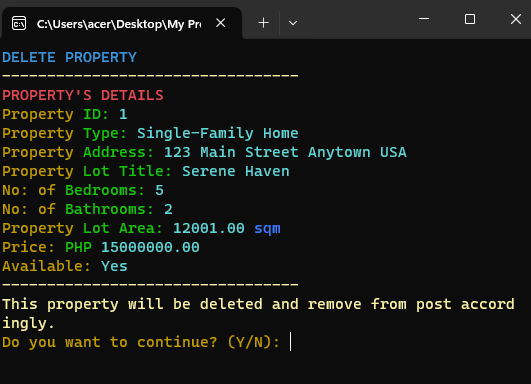 C:\Users\acer\Desktop\My Pro
DELETE PROPERTY
---------------------------------
PROPERTY'S DETAILS
Property ID: 1
Property Type: Single-Family Home
Property Address: 123 Main Street Anytown USA
Property Lot Title: Serene Haven
No: of Bedrooms: 5
No: of Bathrooms: 2
Property Lot Area: 12001.00 sqm
Price: PHP 15000000.00
Available: Yes
---------------------------------
This property will be deleted and remove from post accord
ingly.
Do you want to continue? (Y/N):